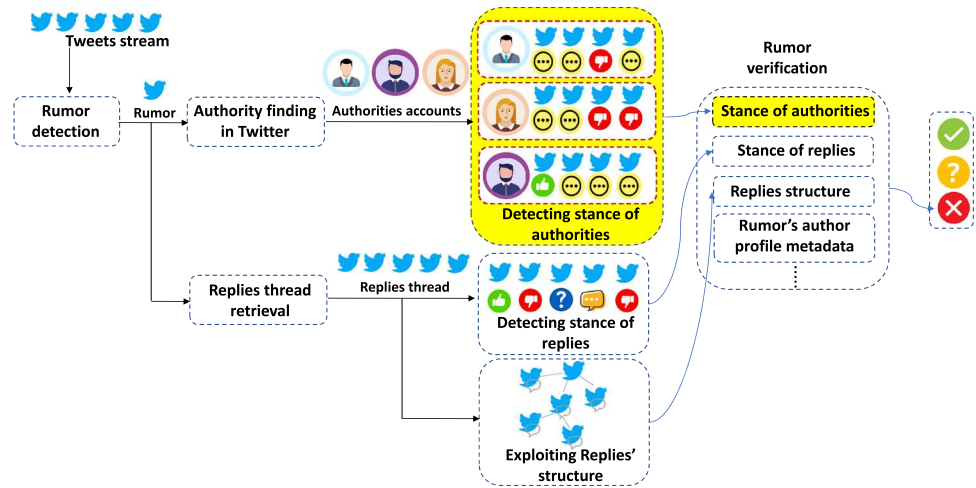 Tweets stream
Rumor
detection
Rumor
Authority finding
in Twitter
Authorities accounts
Detecting stance of
authorities
Rumor
verification
Stance of authorities
Stance of replies
Replies structure
Rumor's author
profile metadata
Replies thread
retrieval
Replies thread
Detecting stance of
replies
Exploiting Replies'
structure